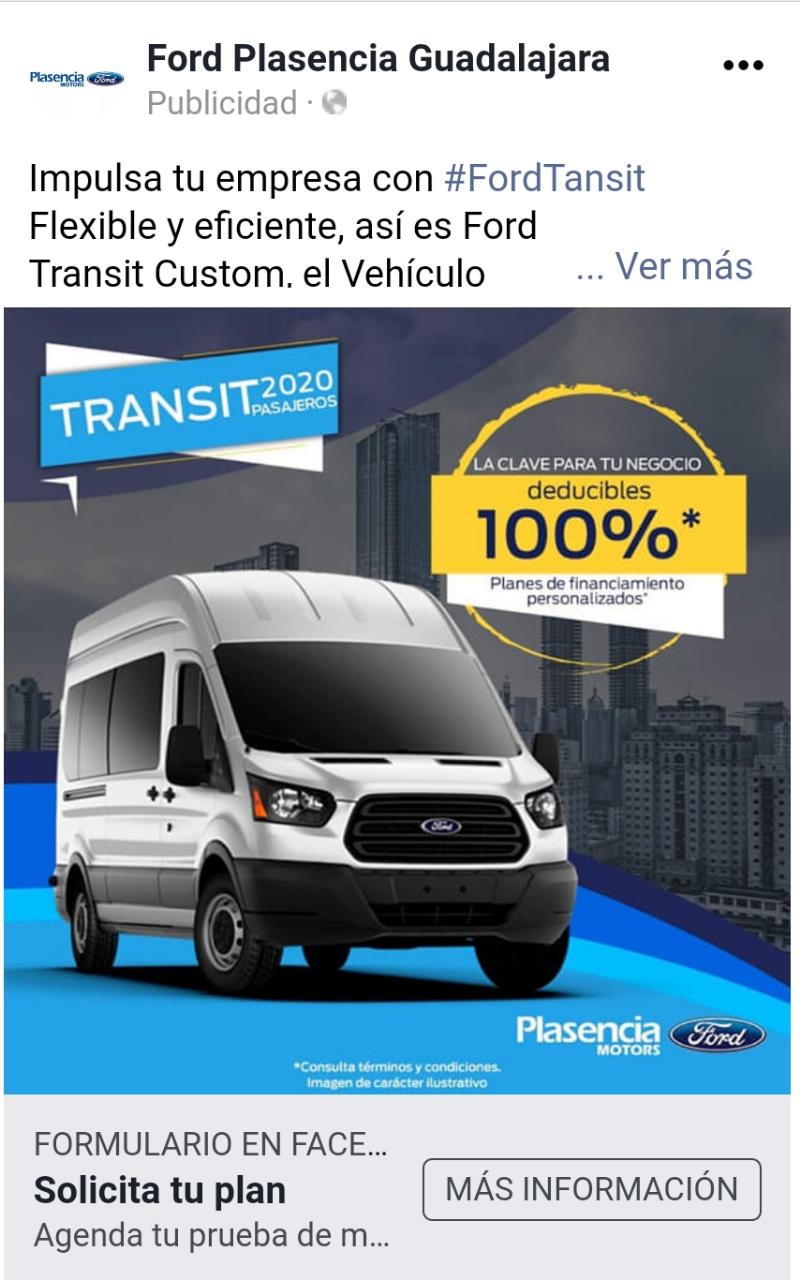 Plasencia Ford
MOTORS
Ford Plasencia Guadalajara
Publicidad ·
Impulsa tu empresa con #FordTansit
Flexible y eficiente, así es Ford
Transit Custom, el Vehículo ... Ver más
TRANSIT 2020
PASAJEROS
LA CLAVE PARA TU NEGOCIO
deducibles
100%*
Planes de financiamiento
personalizados*
Ford
Plasencia Ford
MOTORS
*Consulta términos y condiciones.
Imagen de carácter ilustrativo
FORMULARIO EN FACE...
Solicita tu plan
Agenda tu prueba de m...
MÁS INFORMACIÓN